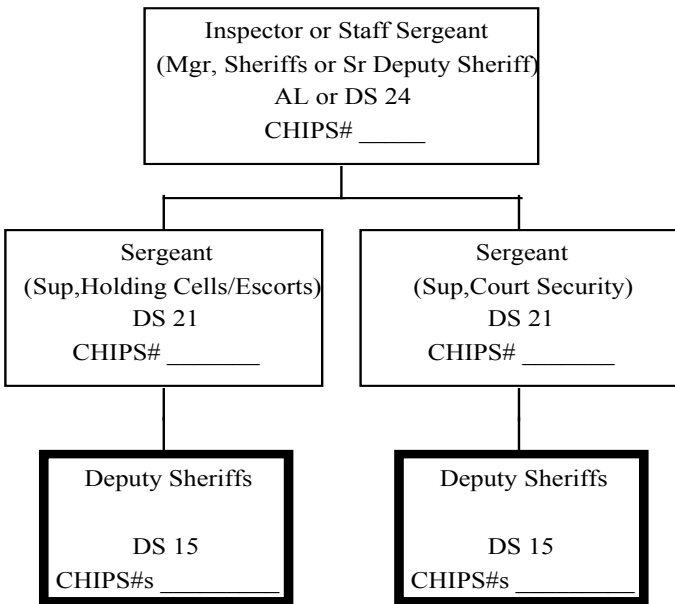 Inspector or Staff Sergeant
(Mgr, Sheriffs or Sr Deputy Sheriff)
AL or DS 24
CHIPS# _____
Sergeant
(Sup,Holding Cells/Escorts)
DS 21
CHIPS# _______
Sergeant
(Sup,Court Security)
DS 21
CHIPS# _______
Deputy Sheriffs
DS 15
CHIPS#s _________
Deputy Sheriffs
DS 15
CHIPS#s _________